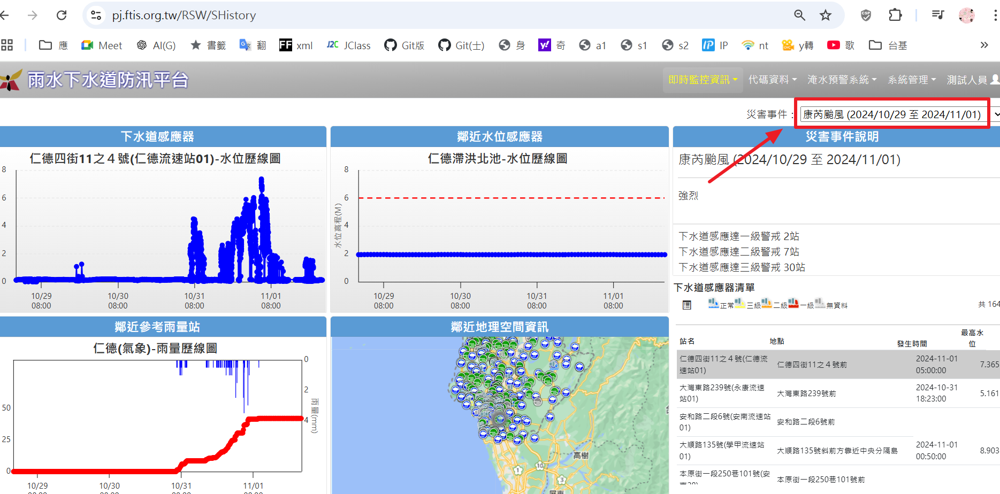 pj.ftis.org.tw/RSW/SHistory
應 Meet AI(G) 書籤 翻 xml JClass Git版 Git(士) 身 奇 a1 s1 s2 IP nt y轉 歌 台基
雨水下水道防汛平台
即時監控資訊 代碼資料 淹水預警系統 系統管理 測試人員
災害事件： 康芮颱風 (2024/10/29 至 2024/11/01)
下水道感應器
仁德四街11之４號(仁德流速站01)-水位歷線圖
8
6
4
2
0
10/29 10/30 10/31 11/01
08:00 08:00 08:00 08:00
鄰近水位感應器
仁德滯洪北池-水位歷線圖
水位高程(M)
8
6
4
2
0
10/29 10/30 10/31 11/01
08:00 08:00 08:00 08:00
災害事件說明
康芮颱風 (2024/10/29 至 2024/11/01)
強烈
下水道感應達一級警戒 2站
下水道感應達二級警戒 7站
下水道感應達三級警戒 30站
下水道感應器清單
正常 三級 二級 一級 無資料
共 164
站名 地點 發生時間 最高水位
仁德四街11之４號(仁德流速站01) 仁德四街11之４號前 2024-11-01 05:00:00 7.365
大灣東路239號(永康流速站01) 大灣東路239號前 2024-10-31 18:23:00 5.161
安和路二段6號(安南流速站01) 安和路二段6號前
大順路135號(學甲流速站01) 大順路135號斜前方靠近中央分隔島 2024-11-01 00:50:00 8.903
本原街一段250巷101號(安 本原街一段250巷101號前
鄰近參考雨量站
仁德(氣象)-雨量歷線圖
50
25
0
0
2
4
雨量(mm)
10/29 10/30 10/31 11/01
鄰近地理空間資訊
高樹
1
10
3
屏東